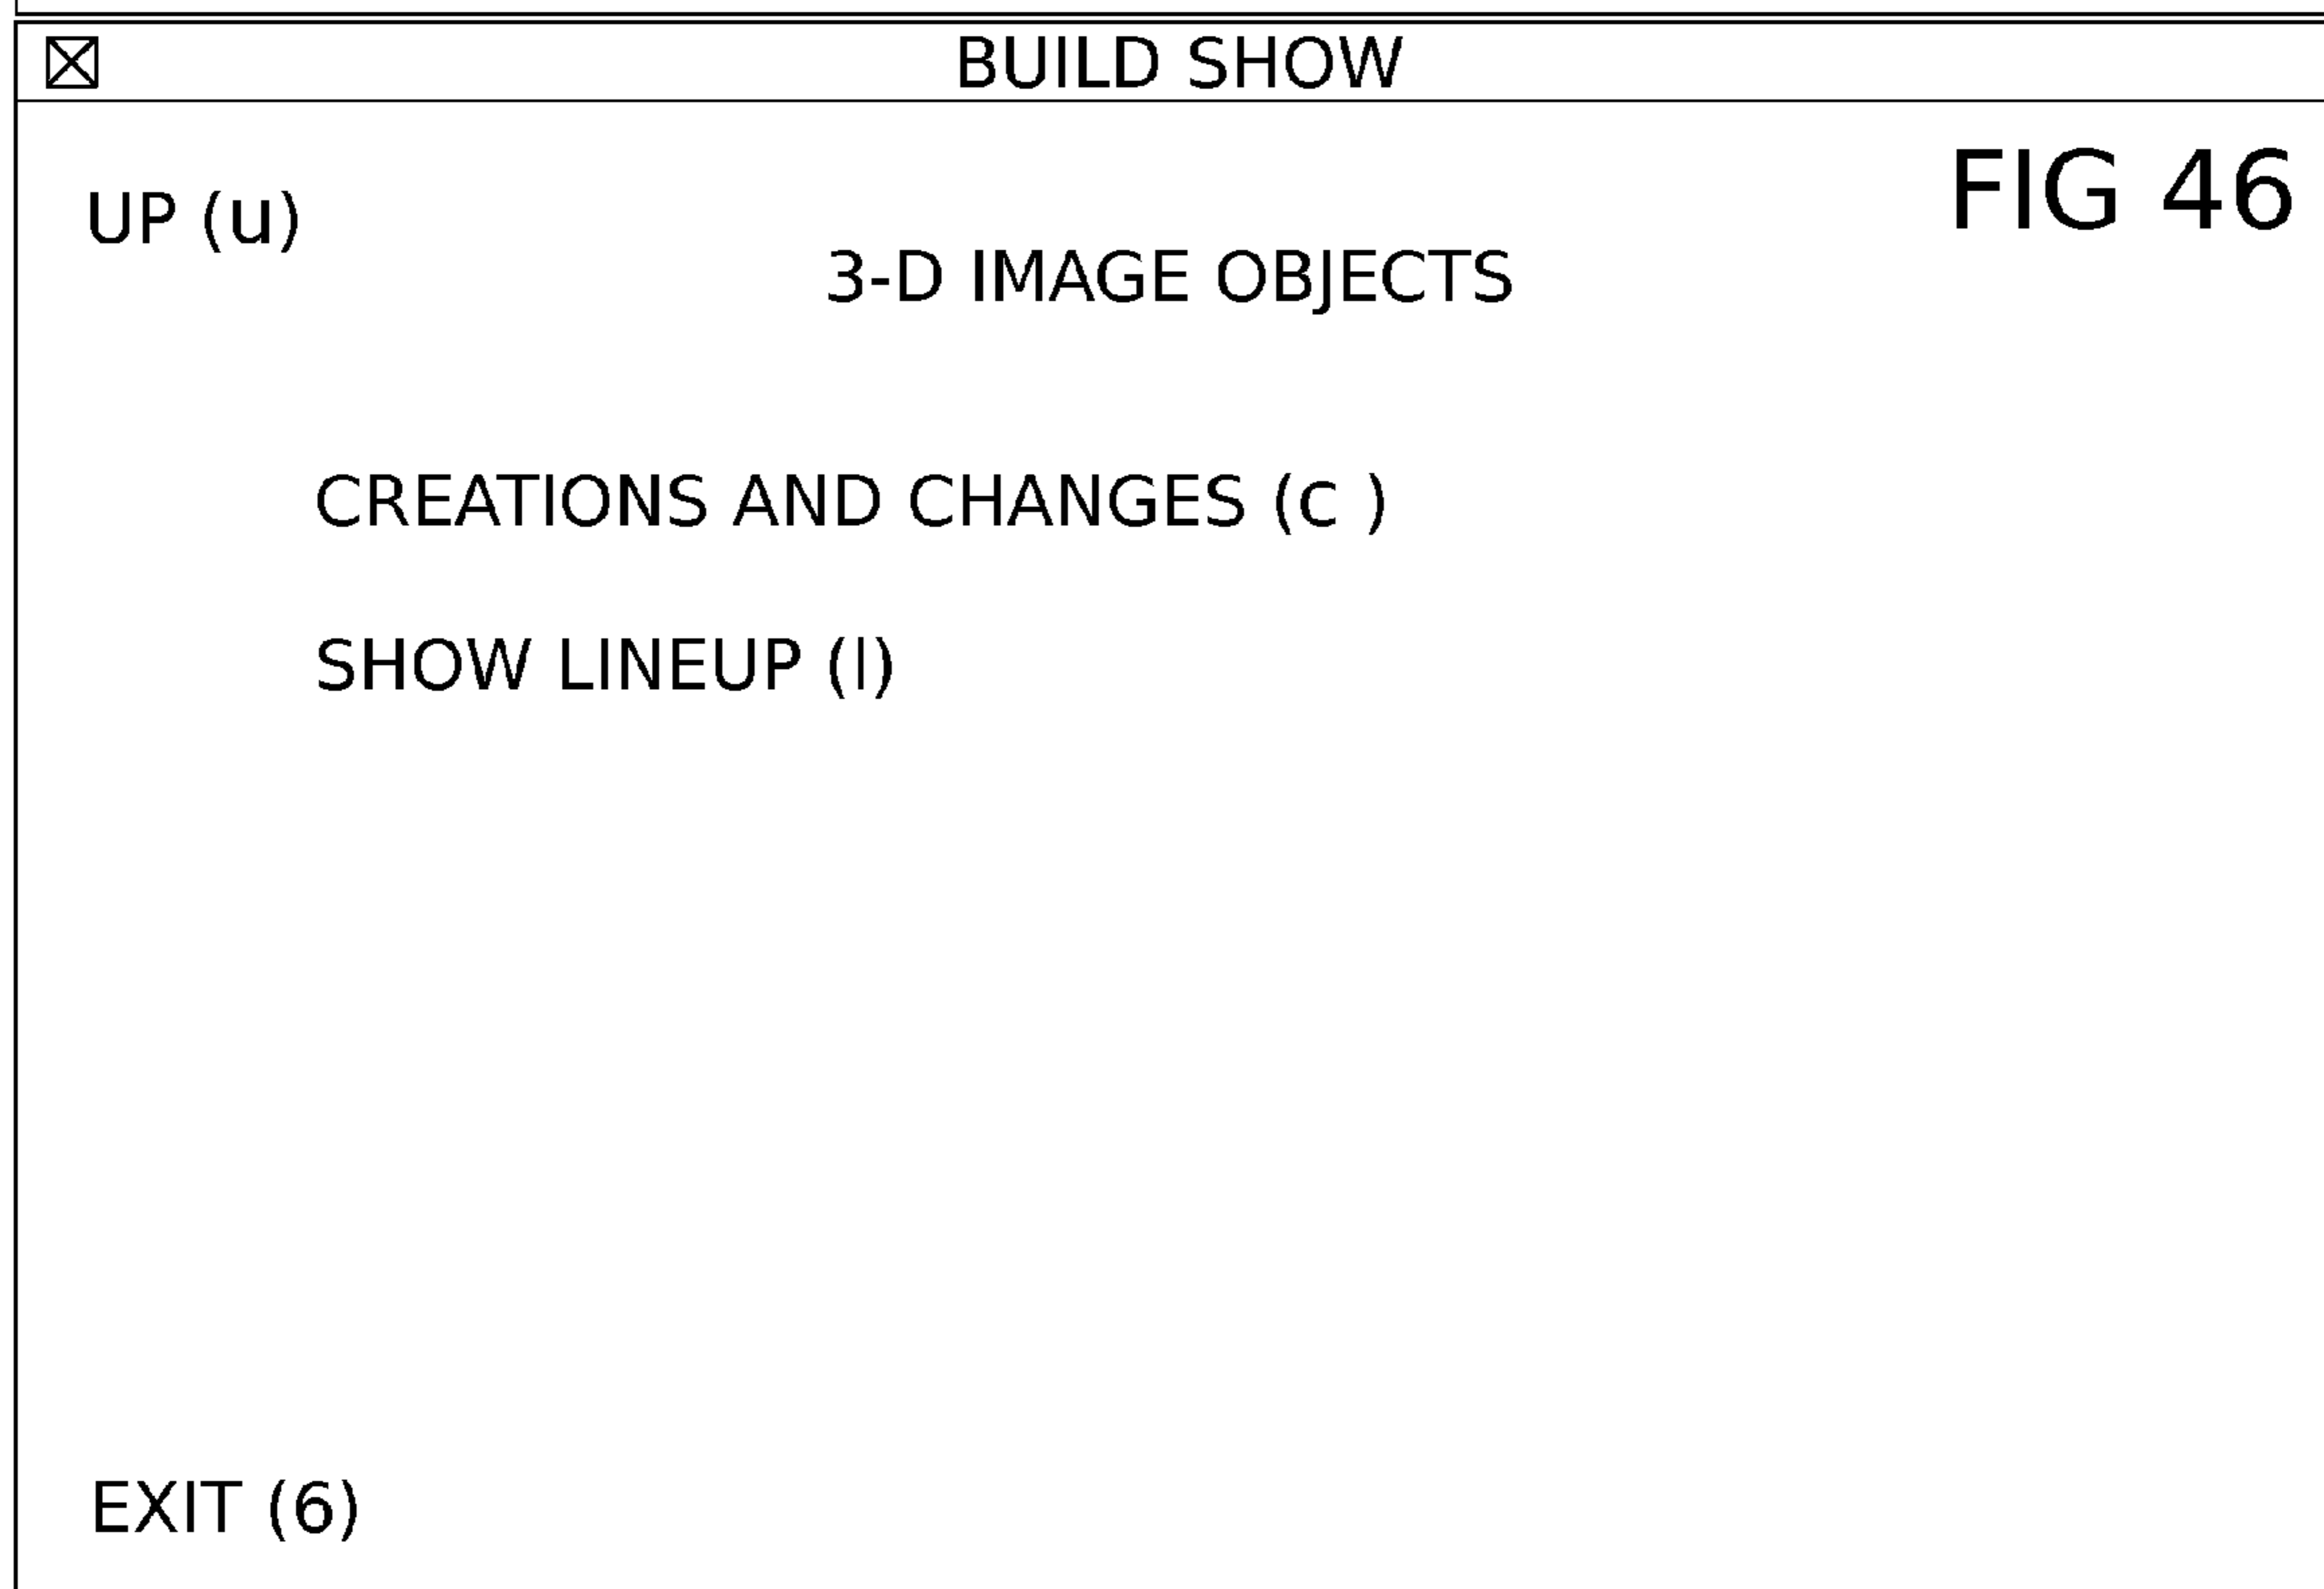 BUILD SHOW
FIG 46
UP (u)
3-D IMAGE OBJECTS
CREATIONS AND CHANGES (c )
SHOW LINEUP (l)
EXIT (6)